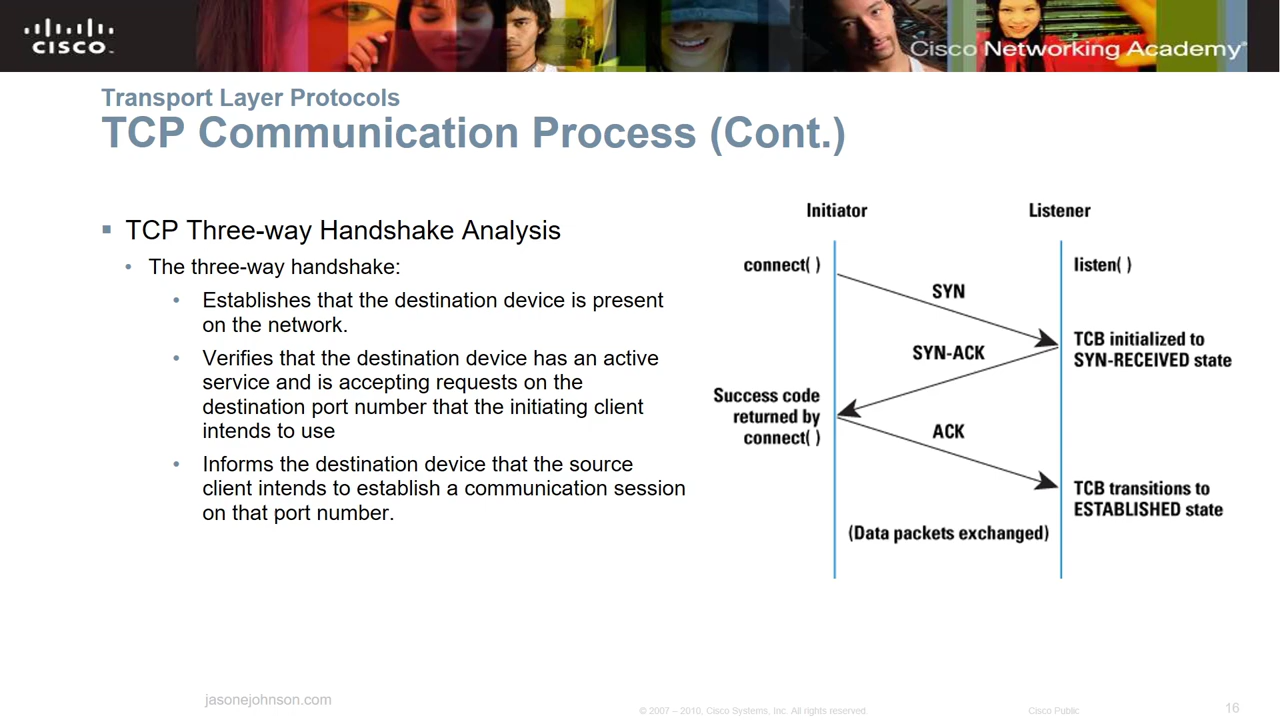 CISCO
Cisco Networking Academy
Transport Layer Protocols
TCP Communication Process (Cont.)
TCP Three-way Handshake Analysis
The three-way handshake:
Establishes that the destination device is present
on the network.
Verifies that the destination device has an active
service and is accepting requests on the
destination port number that the initiating client
intends to use
Informs the destination device that the source
client intends to establish a communication session
on that port number.
Initiator
Listener
connect( )
listen( )
SYN
TCB initialized to
SYN-RECEIVED state
SYN-ACK
Success code
returned by
connect( )
ACK
TCB transitions to
ESTABLISHED state
(Data packets exchanged)
jasonejohnson.com
© 2007 – 2010, Cisco Systems, Inc. All rights reserved.
Cisco Public
16